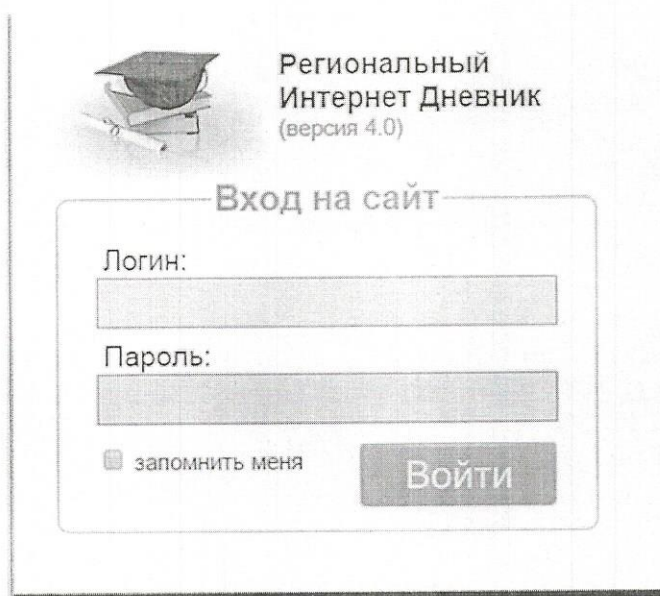 Региональный
Интернет Дневник
(версия 4.0)
Вход на сайт
Логин:
Пароль:
запомнить меня
Войти